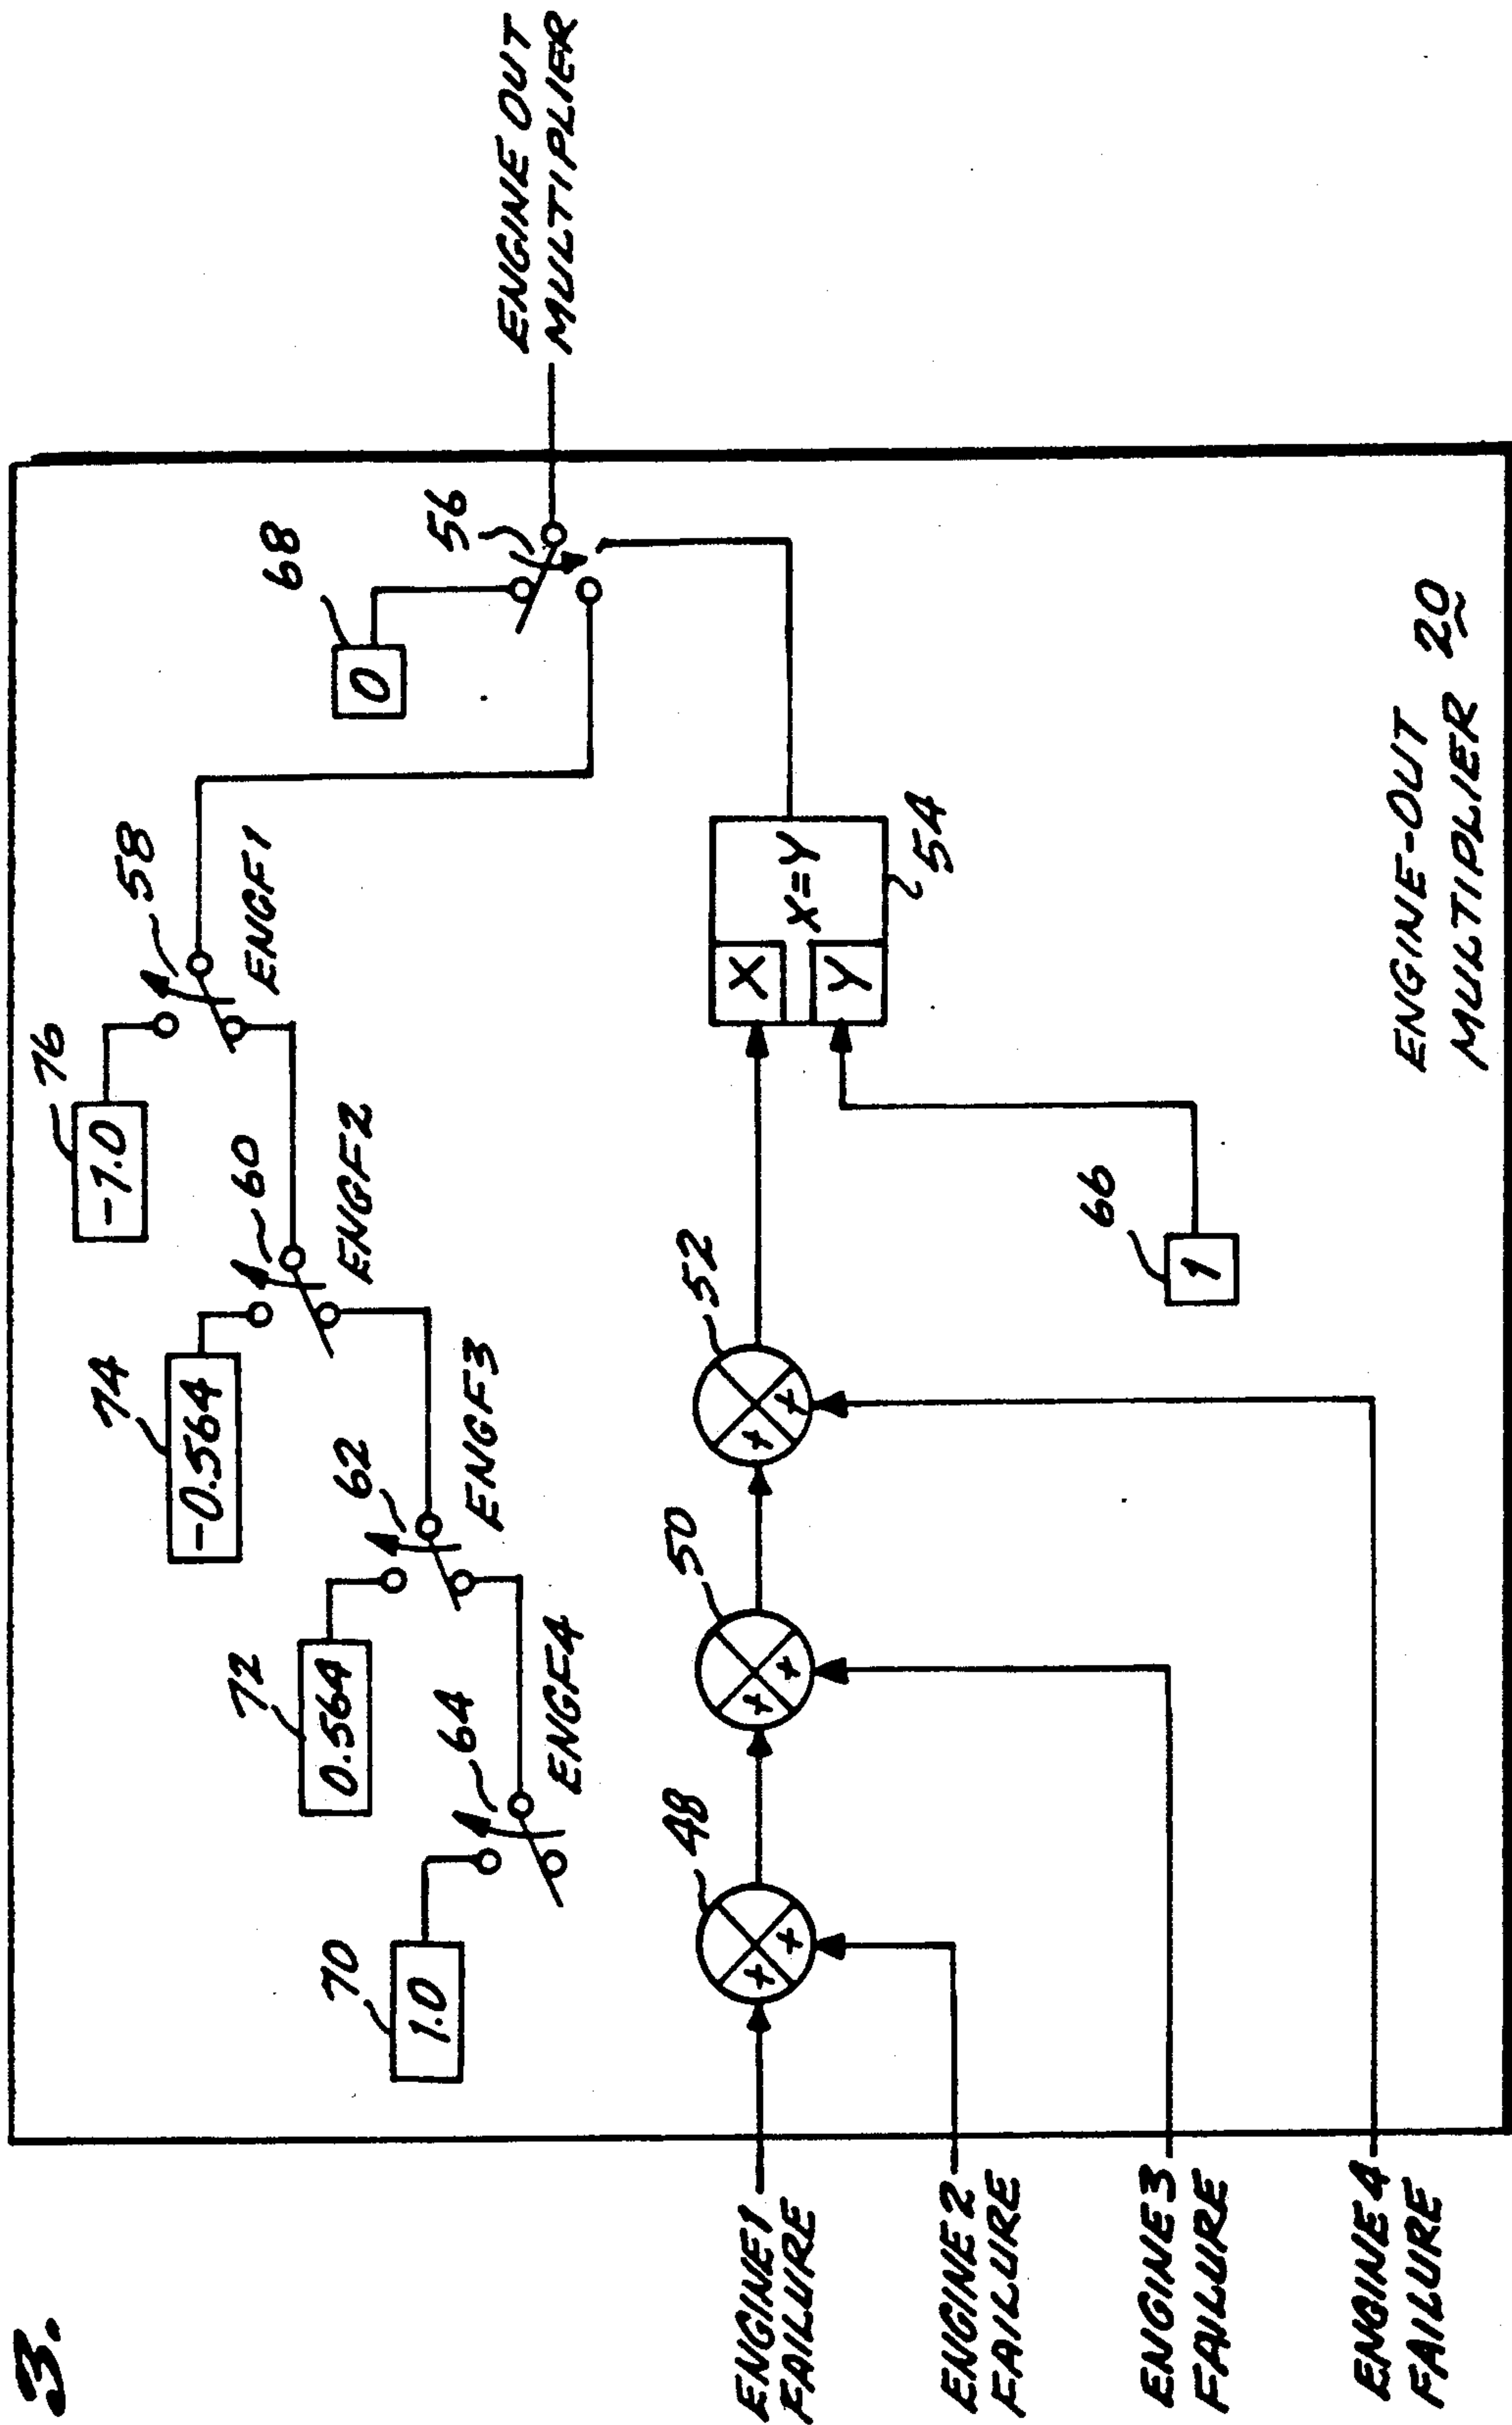 3.
ENGINE OUT
MULTIPLIER
76
-1.0
58
ENGF1
74
-0.564
60
ENGF2
72
0.564
62
ENGF3
70
1.0
64
ENGF4
68
0
56
48
+
+
50
+
+
52
+
+
X
Y
X=Y
54
66
1
ENGINE 1
FAILURE
ENGINE 2
FAILURE
ENGINE 3
FAILURE
ENGINE 4
FAILURE
ENGINE-OUT
MULTIPLIER 20